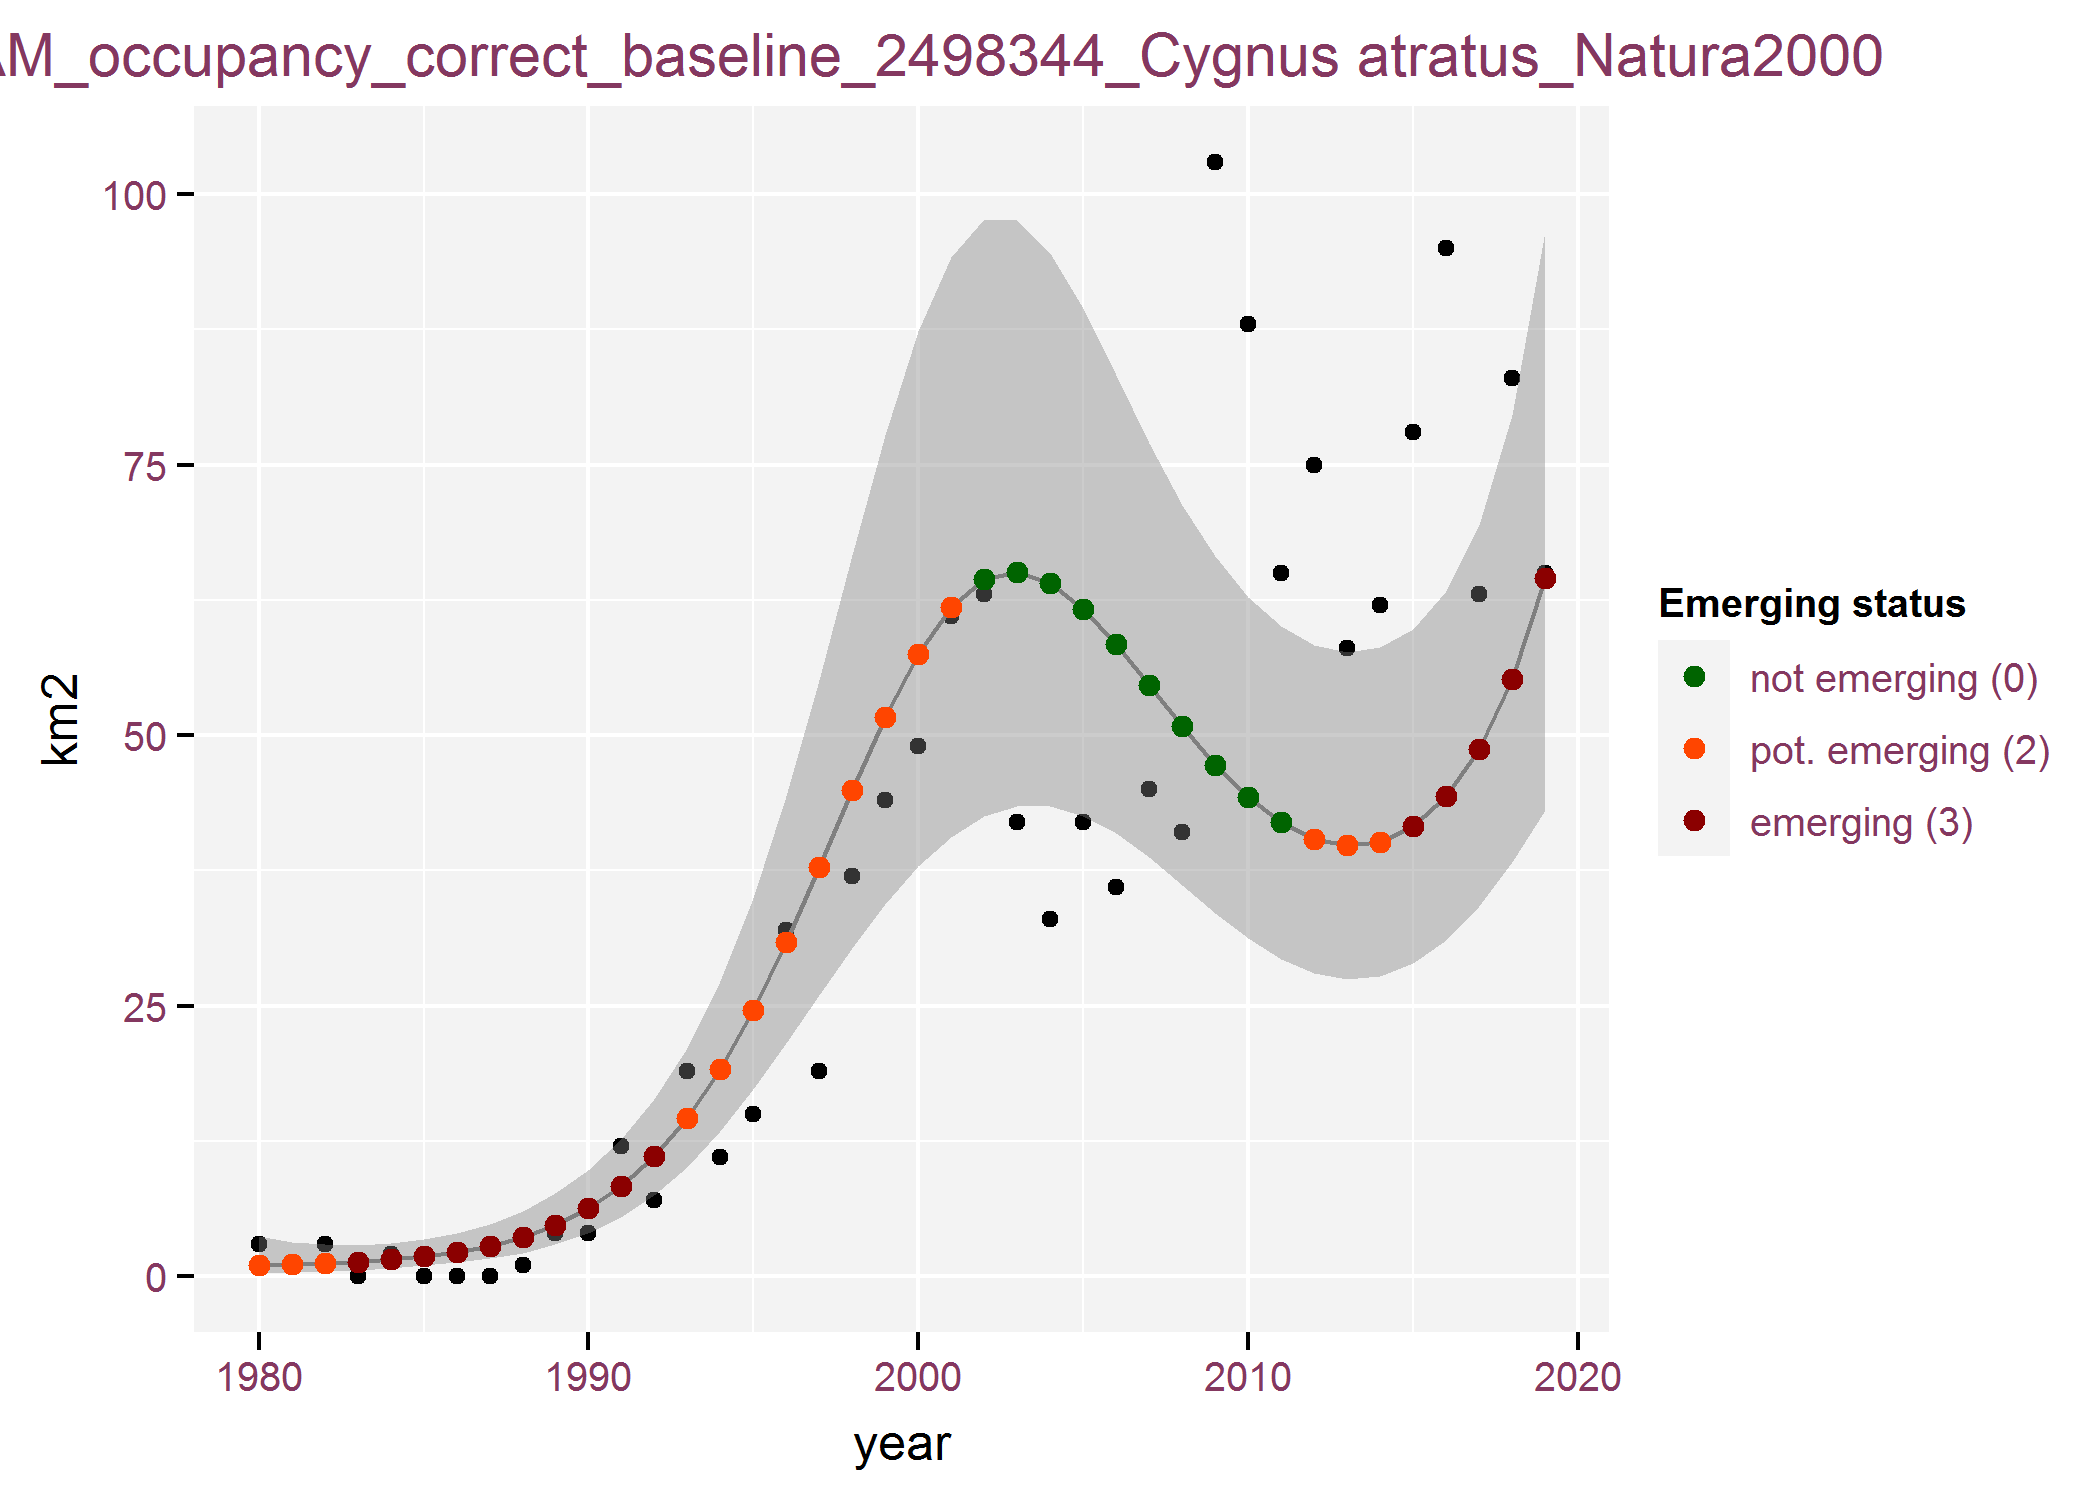 AM_occupancy_correct_baseline_2498344_Cygnus atratus_Natura2000
km2
100
75
50
25
0
1980 1990 2000 2010 2020
year
Emerging status
not emerging (0)
pot. emerging (2)
emerging (3)